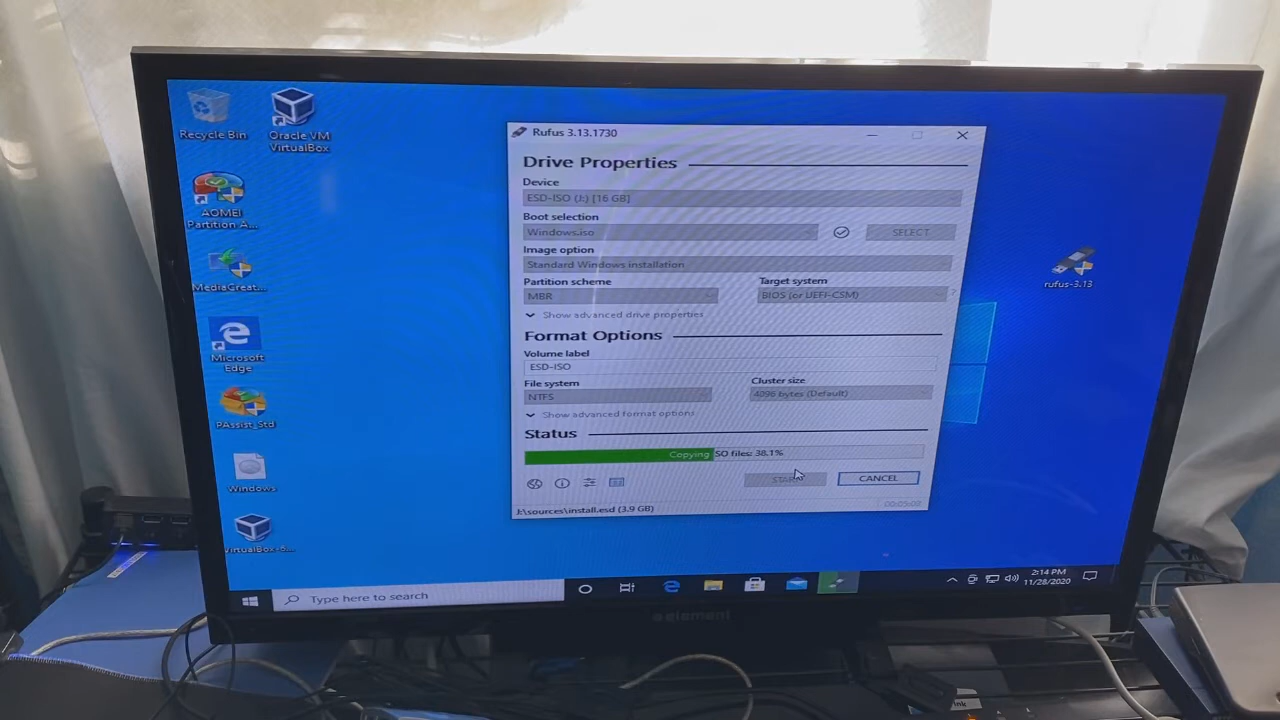 Recycle Bin
Oracle VM
VirtualBox
AOMEI
Partition A...
MediaCreat...
Microsoft
Edge
PAssist_Std
Windows
VirtualBox-6...
rufus-3.13
Rufus 3.13.1730
Drive Properties
Device
ESD-ISO (J:) [16 GB]
Boot selection
Windows.iso
SELECT
Image option
Standard Windows installation
Partition scheme
Target system
MBR
BIOS (or UEFI-CSM)
?
Show advanced drive properties
Format Options
Volume label
ESD-ISO
File system
Cluster size
NTFS
4096 bytes (Default)
Show advanced format options
Status
Copying ISO files: 38.1%
START
CANCEL
J:\sources\install.esd (3.9 GB)
Type here to search
2:14 PM
11/28/2020
element